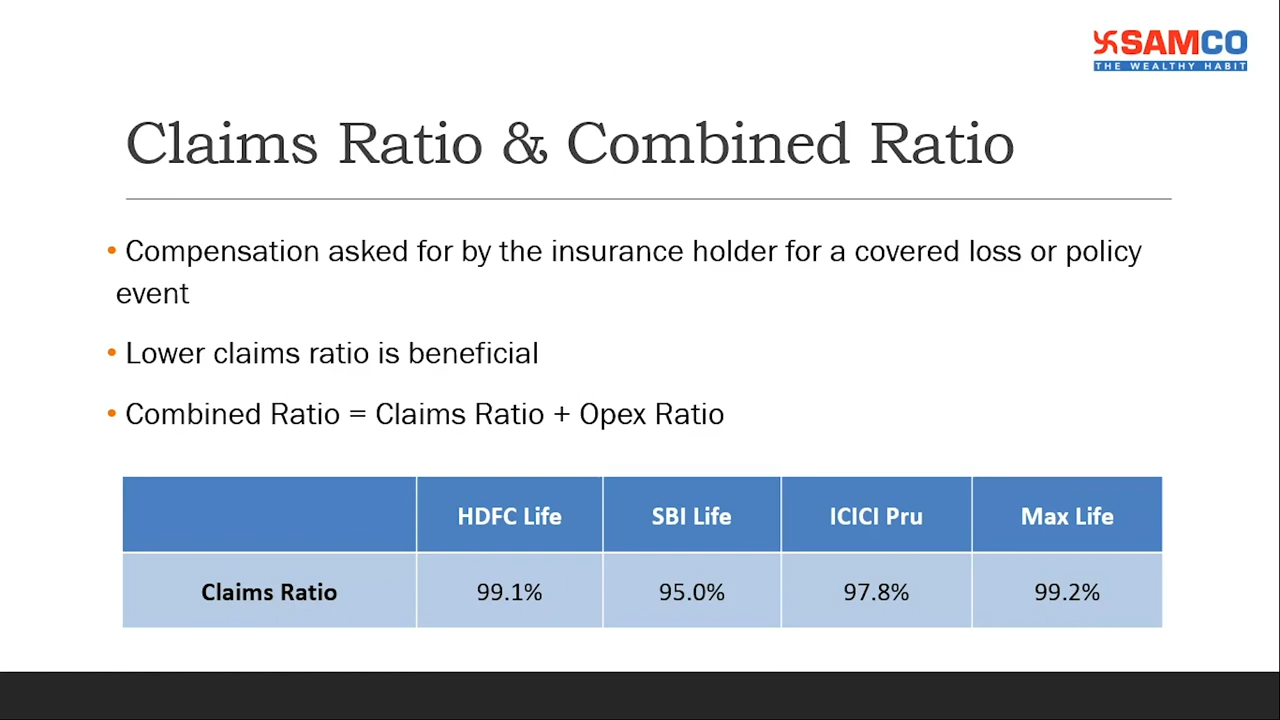 SAMCO
THE WEALTHY HABIT
Claims Ratio & Combined Ratio
• Compensation asked for by the insurance holder for a covered loss or policy
event
• Lower claims ratio is beneficial
• Combined Ratio = Claims Ratio + Opex Ratio
HDFC Life SBI Life ICICI Pru Max Life
Claims Ratio 99.1% 95.0% 97.8% 99.2%